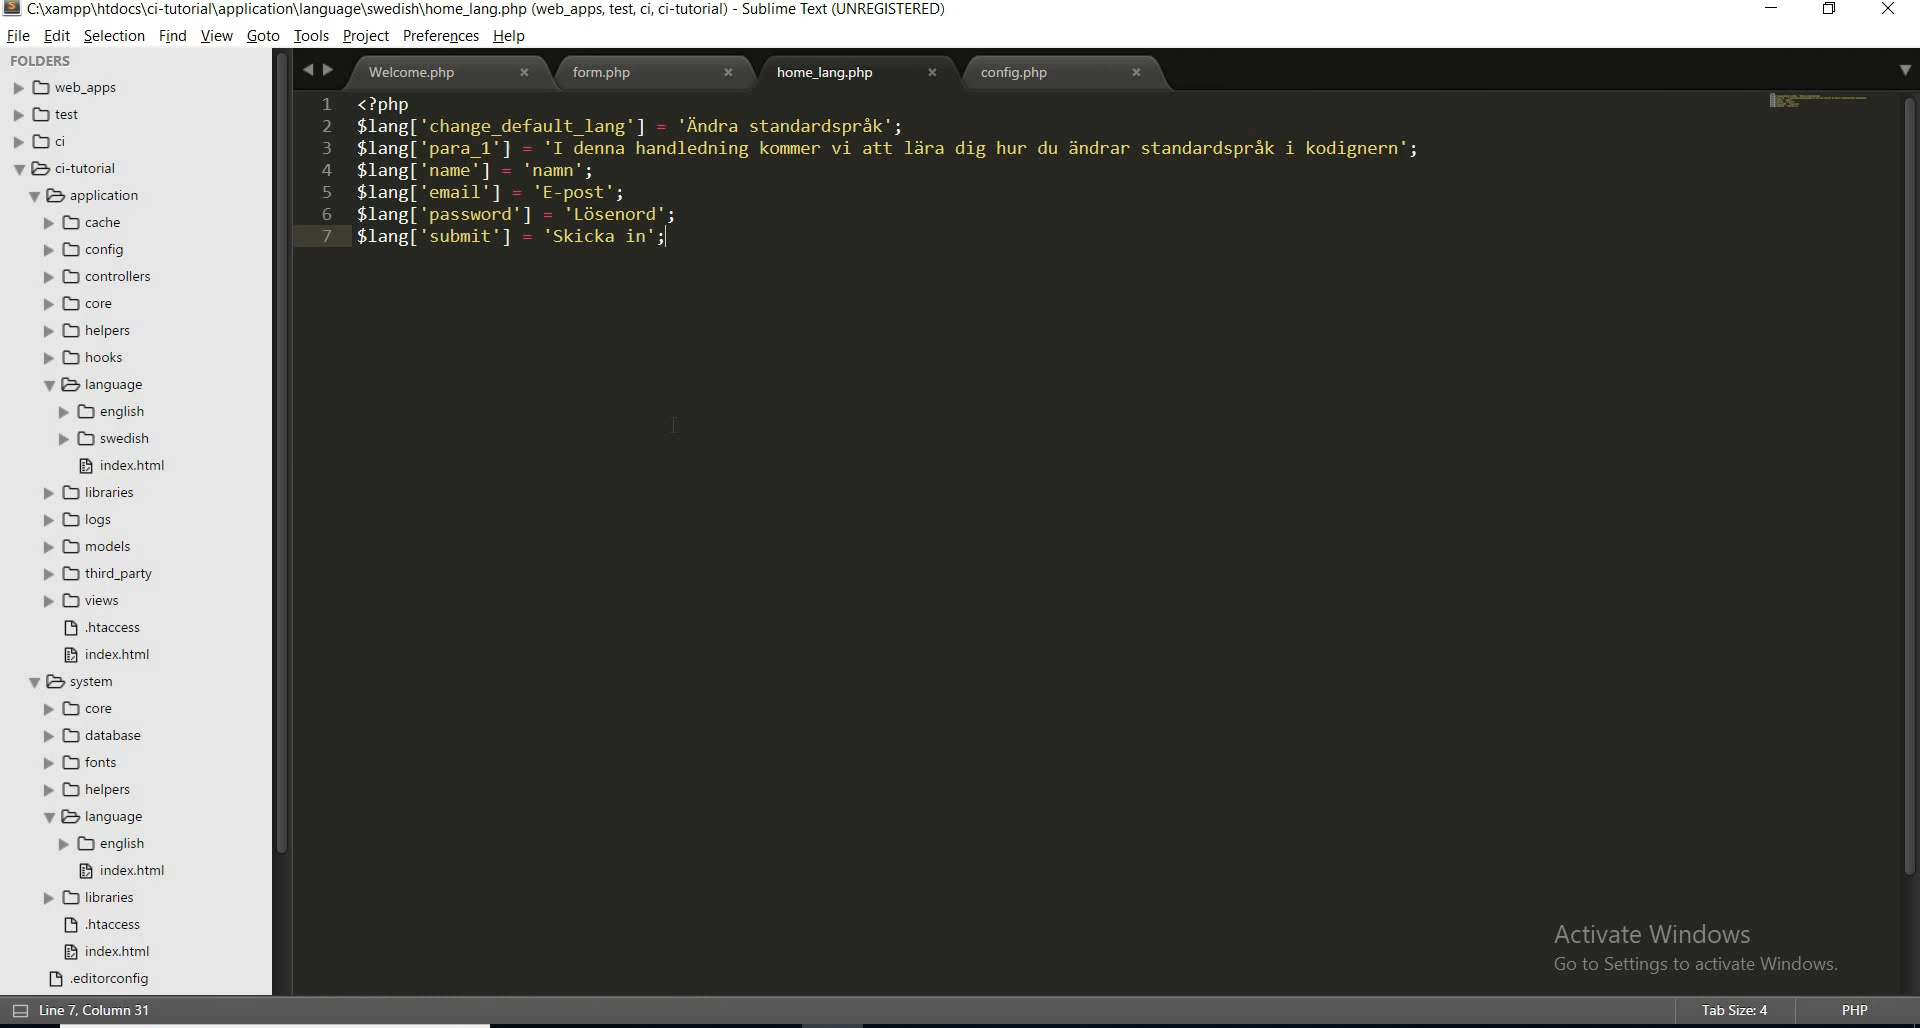 C:\xampp\htdocs\ci-tutorial\application\language\swedish\home_lang.php (web_apps, test, ci, ci-tutorial) - Sublime Text (UNREGISTERED)
File Edit Selection Find View Goto Tools Project Preferences Help
FOLDERS
web_apps
test
ci
ci-tutorial
application
cache
config
controllers
core
helpers
hooks
language
english
swedish
index.html
libraries
logs
models
third_party
views
.htaccess
index.html
system
core
database
fonts
helpers
language
english
index.html
libraries
.htaccess
index.html
.editorconfig
Welcome.php form.php home_lang.php config.php
1 <?php
2 $lang['change_default_lang'] = 'Ändra standardspråk';
3 $lang['para_1'] = 'I denna handledning kommer vi att lära dig hur du ändrar standardspråk i kodignern';
4 $lang['name'] = 'namn';
5 $lang['email'] = 'E-post';
6 $lang['password'] = 'Lösenord';
7 $lang['submit'] = 'Skicka in';
Activate Windows
Go to Settings to activate Windows.
Line 7, Column 31 Tab Size: 4 PHP